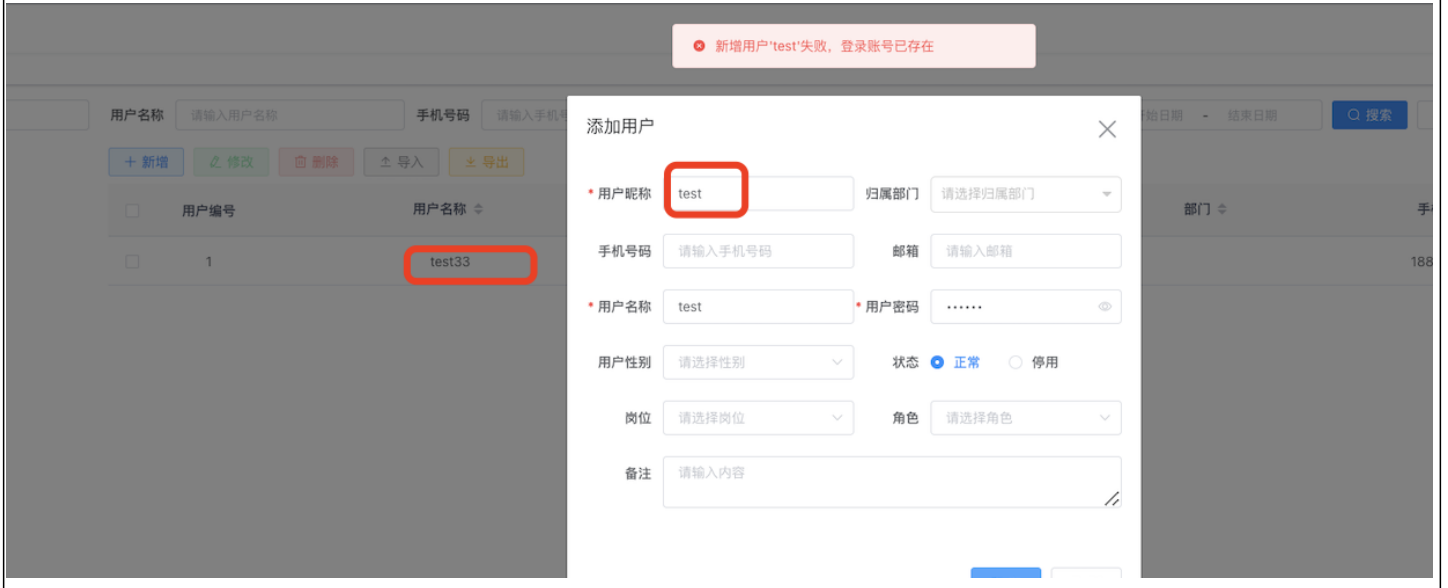 新增用户'test'失败，登录账号已存在
用户名称 请输入用户名称 手机号码 请输入手机号 始日期 - 结束日期 搜索
添加用户
新增 修改 删除 导入 导出
* 用户昵称 test 归属部门 请选择归属部门
用户编号 用户名称 部门 手
手机号码 请输入手机号码 邮箱 请输入邮箱
1 test33 188
* 用户名称 test * 用户密码 ······
用户性别 请选择性别 状态 正常 停用
岗位 请选择岗位 角色 请选择角色
备注 请输入内容